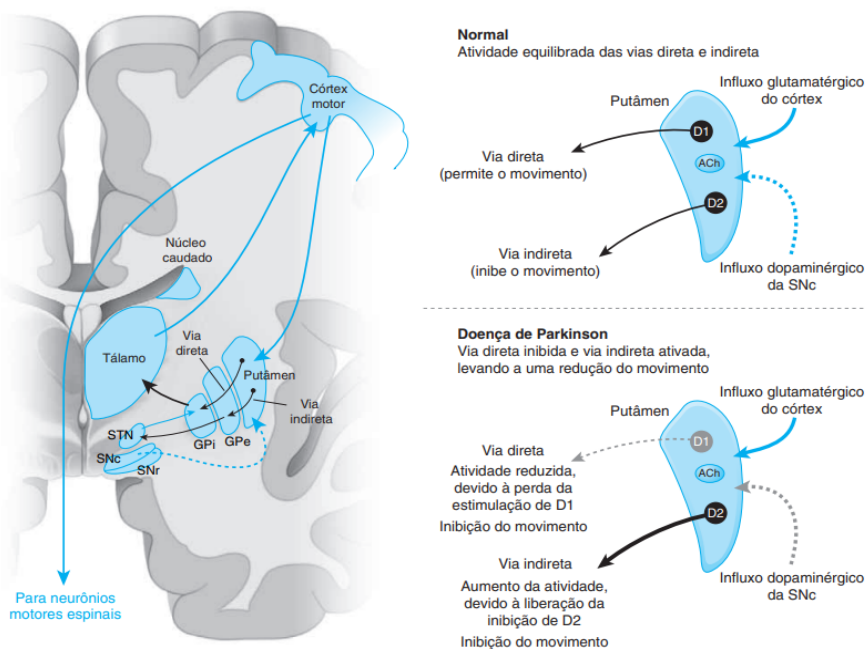 Córtex
motor
Núcleo
caudado
Via
direta
Tálamo
Putâmen
Via
indireta
STN
GPi
GPe
SNc
SNr
Para neurônios
motores espinais
Normal
Atividade equilibrada das vias direta e indireta
Influxo glutamatérgico
do córtex
Putâmen
D1
Via direta
(permite o movimento)
ACh
D2
Via indireta
(inibe o movimento)
Influxo dopaminérgico
da SNc
Doença de Parkinson
Via direta inibida e via indireta ativada,
levando a uma redução do movimento
Influxo glutamatérgico
do córtex
Putâmen
D1
Via direta
Atividade reduzida,
devido à perda da
estimulação de D1
Inibição do movimento
ACh
D2
Via indireta
Aumento da atividade,
devido à liberação da
inibição de D2
Inibição do movimento
Influxo dopaminérgico
da SNc